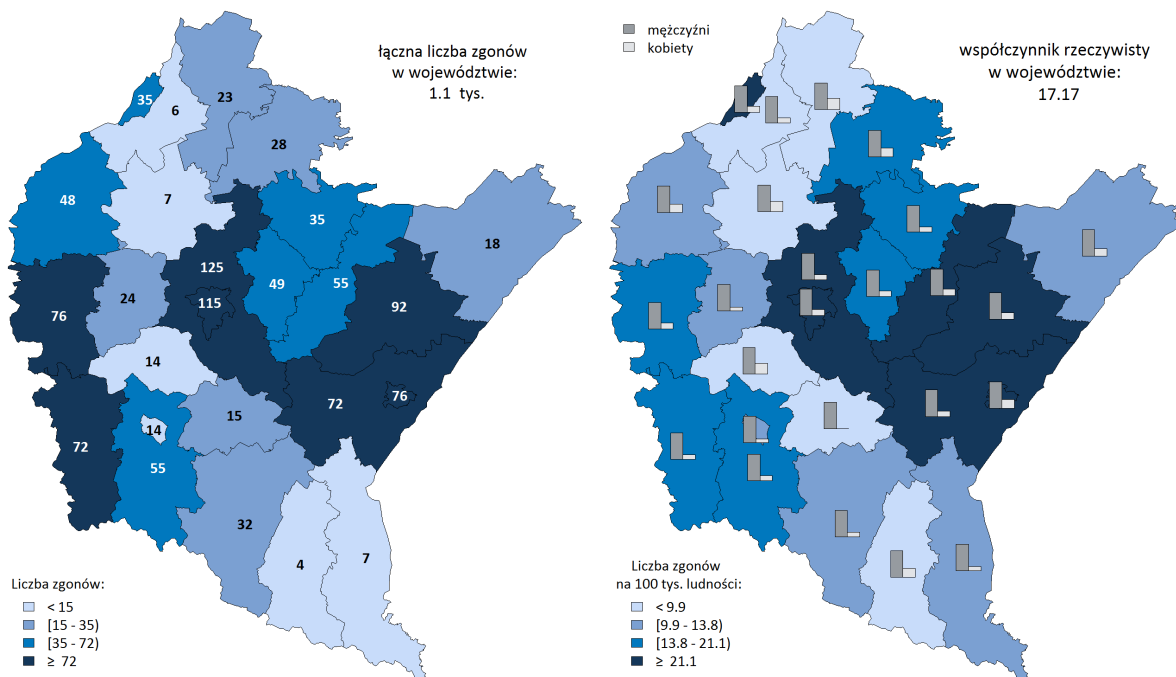 łączna liczba zgonów
w województwie:
1.1 tys.
35
6
23
28
48
7
35
18
125
49
55
92
24
115
76
14
72
76
15
72
14
55
32
4
7
Liczba zgonów:
< 15
[15 - 35)
[35 - 72)
≥ 72
mężczyźni
kobiety
współczynnik rzeczywisty
w województwie:
17.17
Liczba zgonów
na 100 tys. ludności:
< 9.9
[9.9 - 13.8)
[13.8 - 21.1)
≥ 21.1